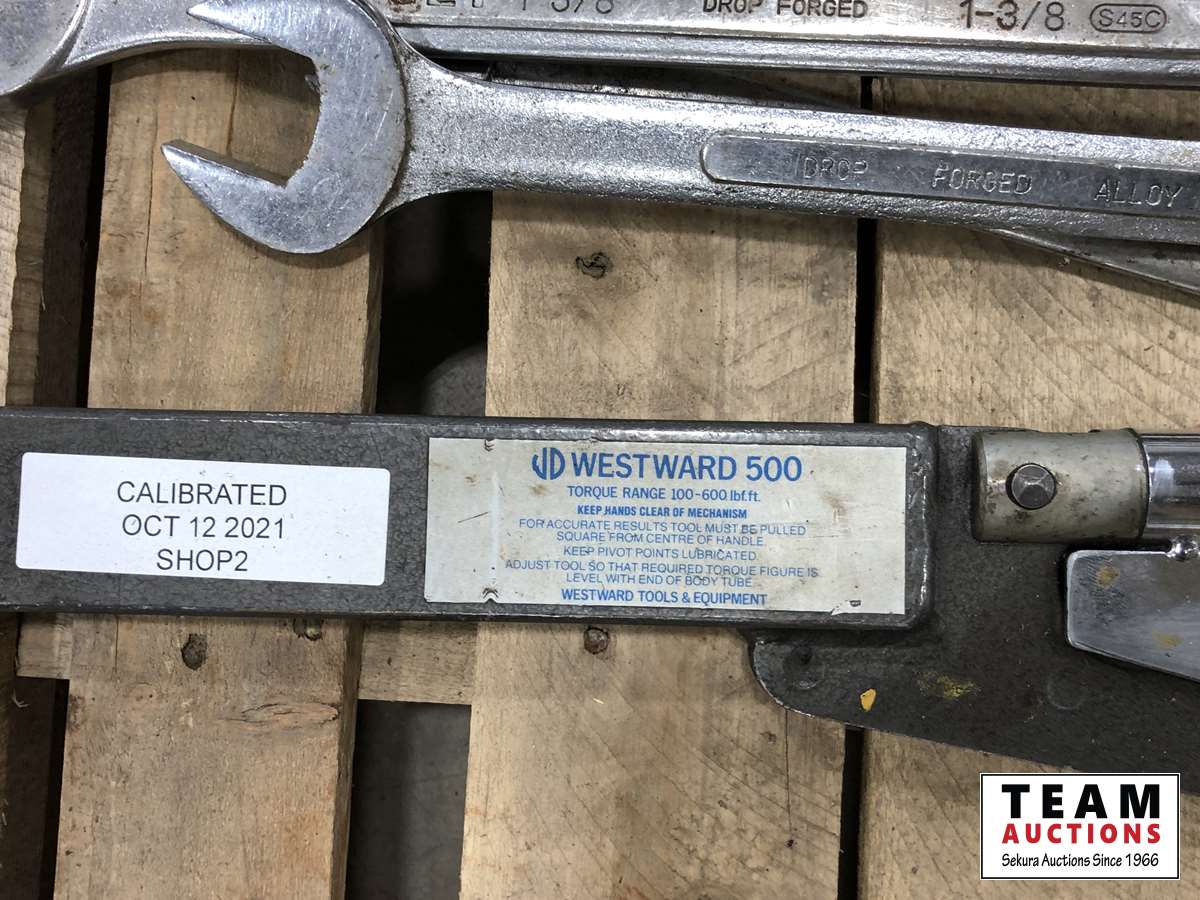 1-3/8 DROP FORGED 1-3/8 S45C
DROP FORGED ALLOY
CALIBRATED
OCT 12 2021
SHOP2
WESTWARD 500
TORQUE RANGE 100-600 lbf.ft.
KEEP HANDS CLEAR OF MECHANISM
FOR ACCURATE RESULTS TOOL MUST BE PULLED
SQUARE FROM CENTRE OF HANDLE.
KEEP PIVOT POINTS LUBRICATED.
ADJUST TOOL SO THAT REQUIRED TORQUE FIGURE IS
LEVEL WITH END OF BODY TUBE.
WESTWARD TOOLS & EQUIPMENT
TEAM
AUCTIONS
Sekura Auctions Since 1966